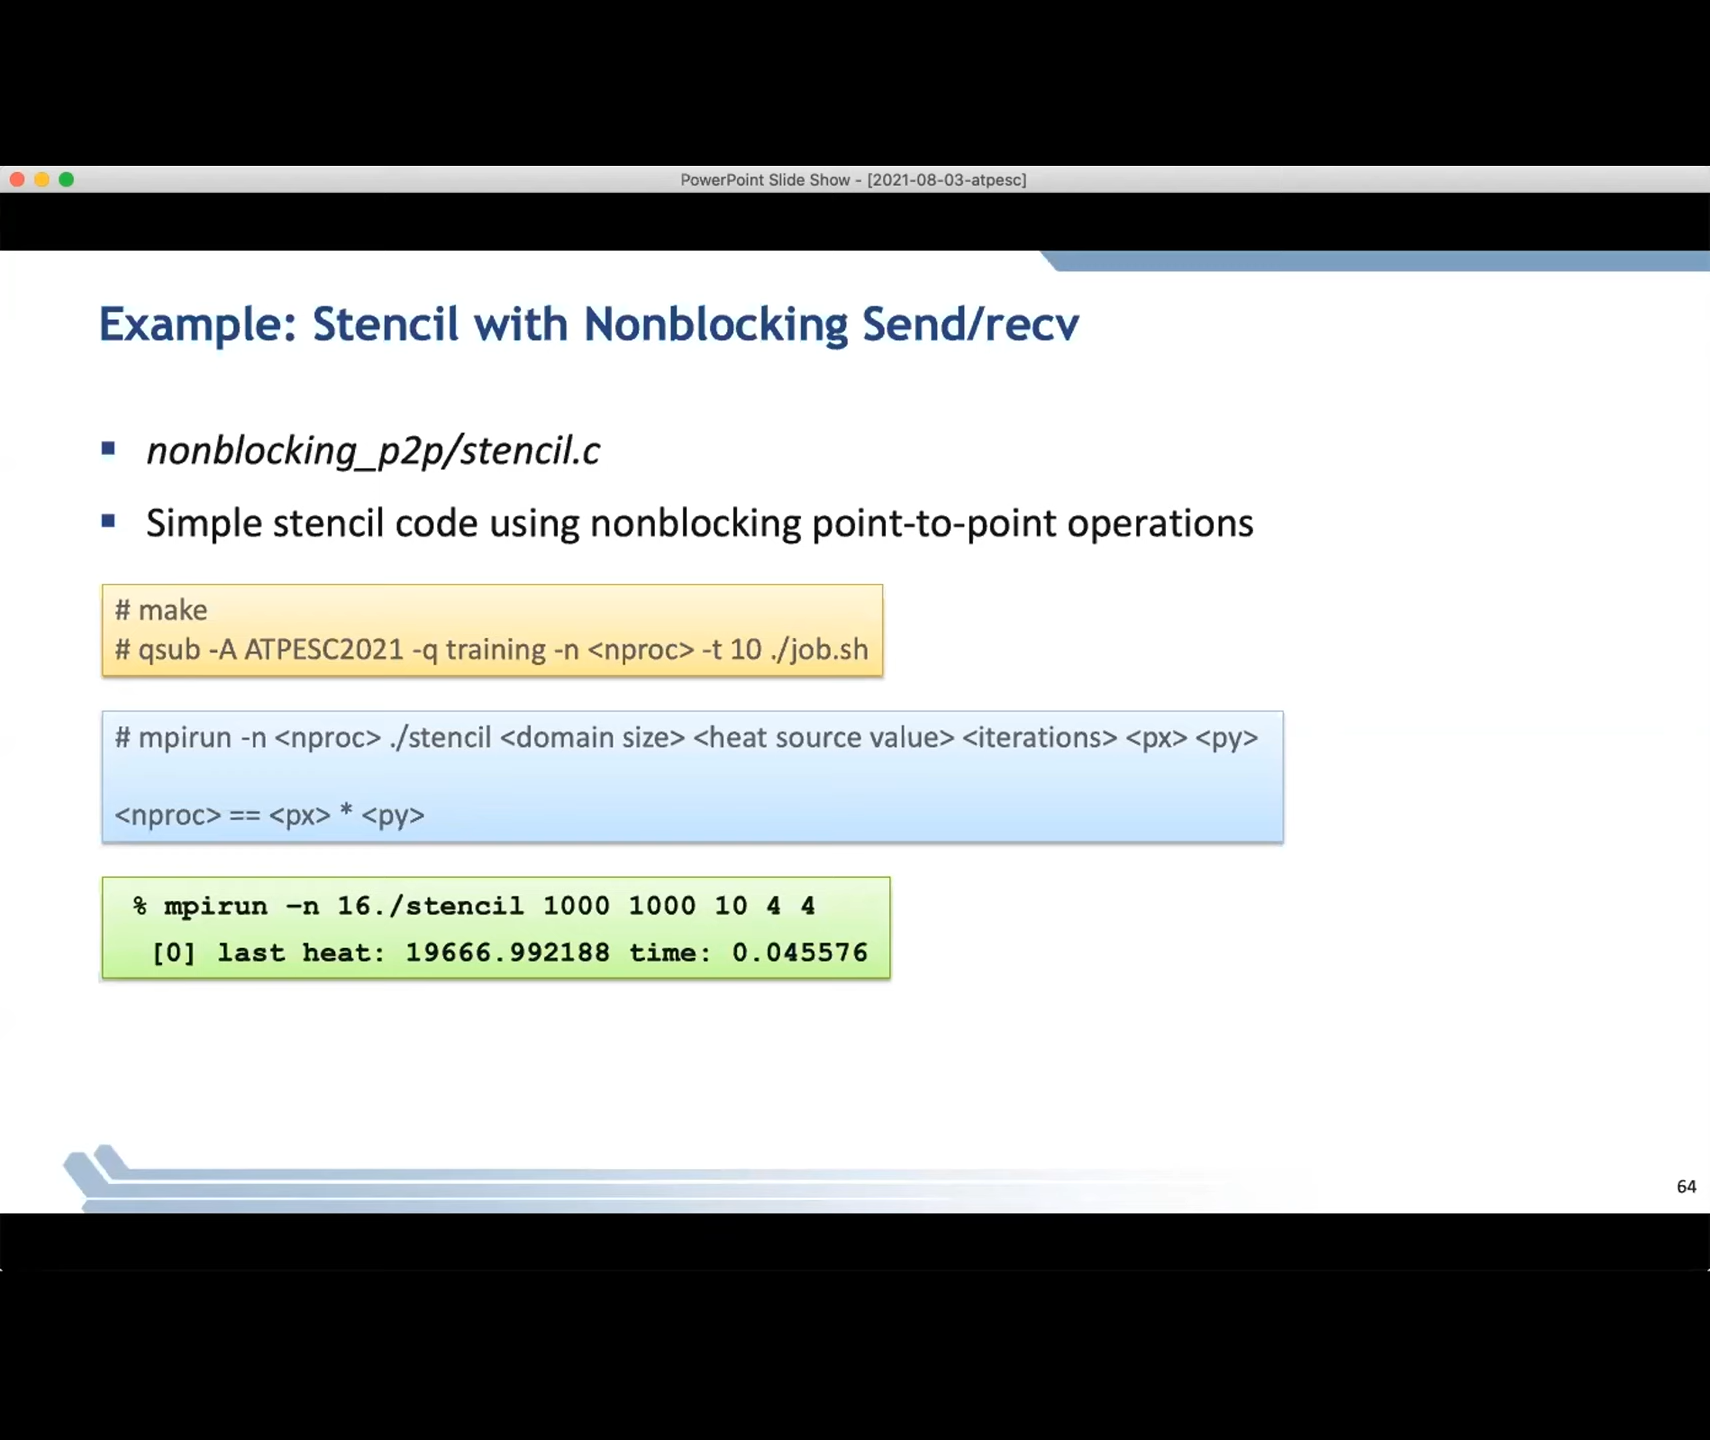 PowerPoint Slide Show - [2021-08-03-atpesc]
Example: Stencil with Nonblocking Send/recv
▪ nonblocking_p2p/stencil.c
▪ Simple stencil code using nonblocking point-to-point operations
# make
# qsub -A ATPESC2021 -q training -n <nproc> -t 10 ./job.sh
# mpirun -n <nproc> ./stencil <domain size> <heat source value> <iterations> <px> <py>
<nproc> == <px> * <py>
% mpirun –n 16./stencil 1000 1000 10 4 4
[0] last heat: 19666.992188 time: 0.045576
64